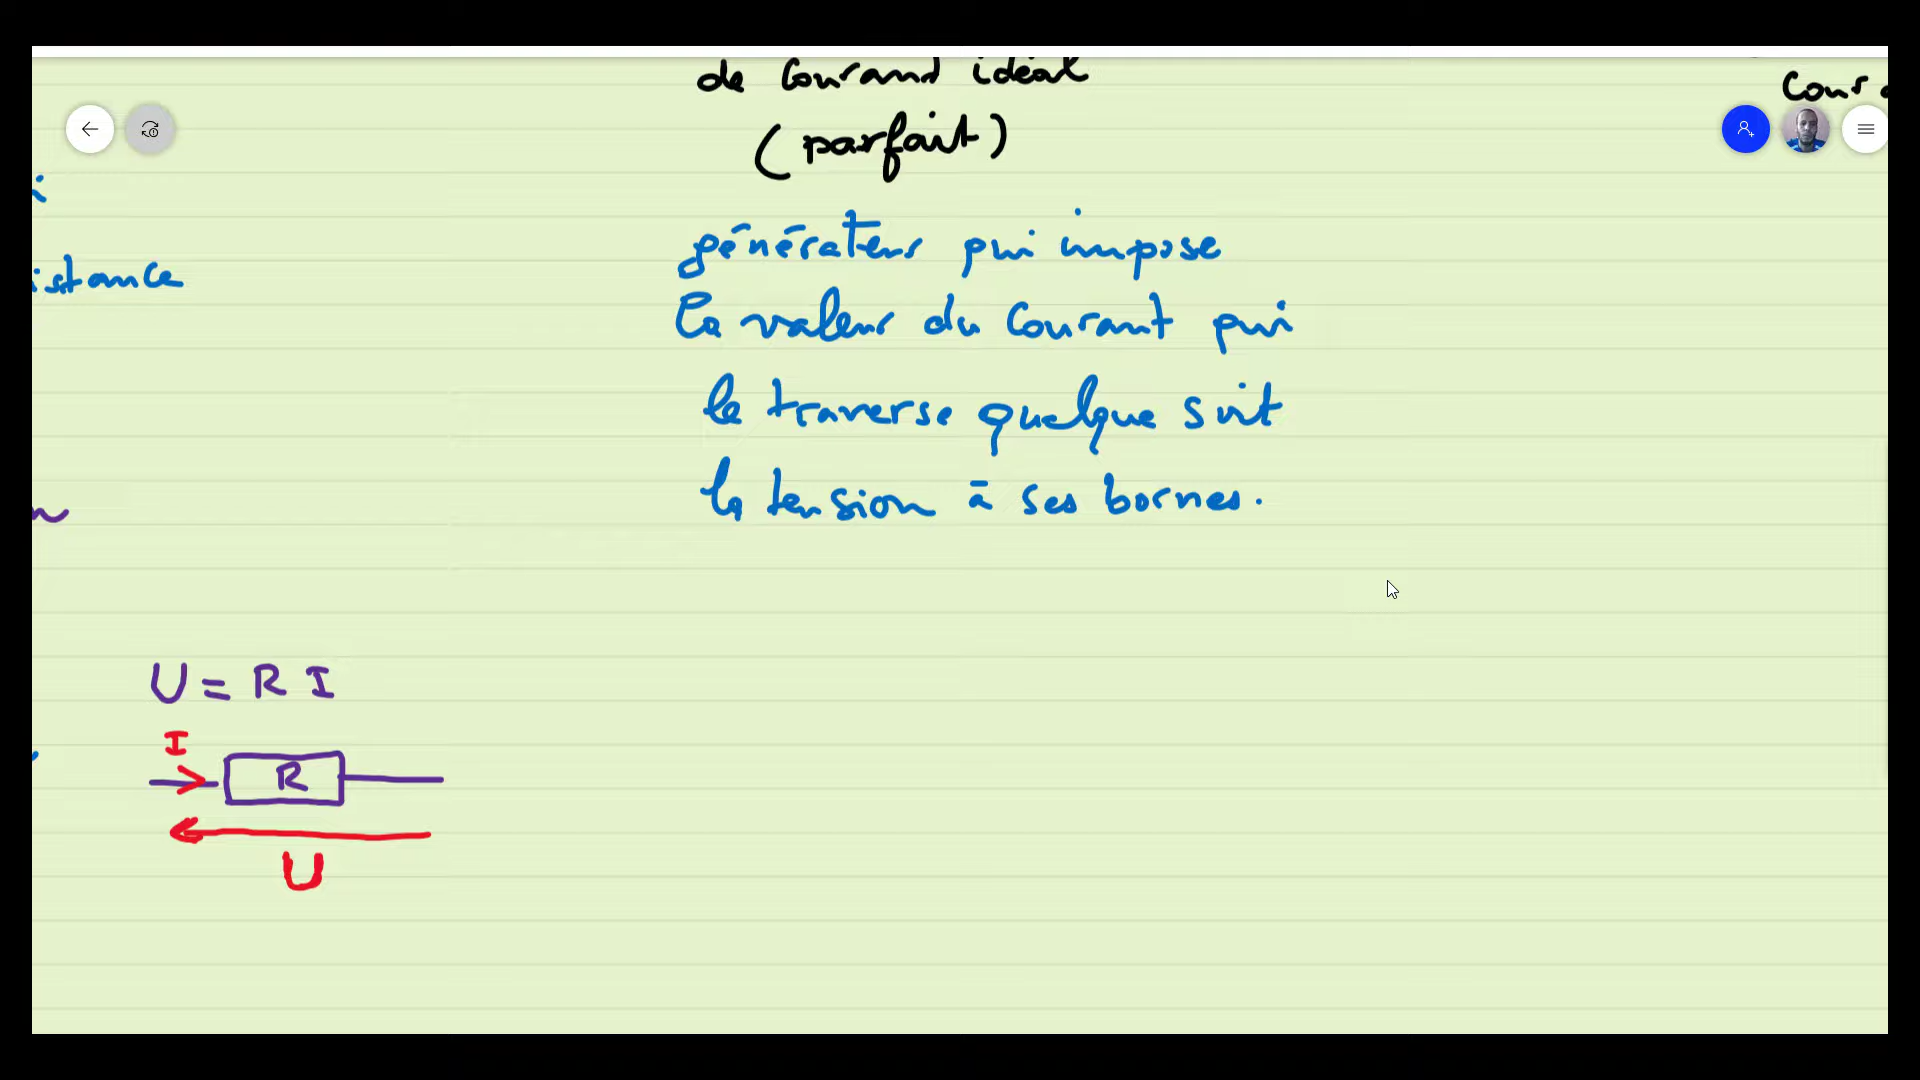 de Courant idéal
Cour
(parfait)
i
générateur qui impose
istance
la valeur du Courant qui
le traverse quelque soit
la tension à ses bornes.
n
U = R I
I
R
U